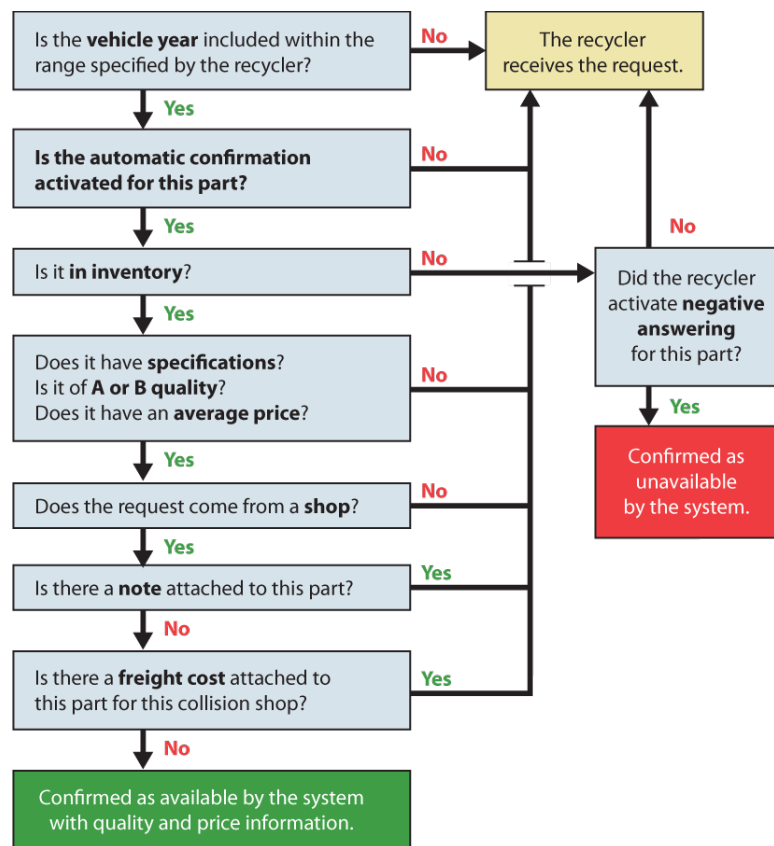 Is the vehicle year included within the
range specified by the recycler?
No
The recycler
receives the request.
Yes
Is the automatic confirmation
activated for this part?
No
Yes
Is it in inventory?
No
No
Did the recycler
activate negative
answering
for this part?
Yes
Does it have specifications?
Is it of A or B quality?
Does it have an average price?
No
Yes
Confirmed as
unavailable
by the system.
Yes
Does the request come from a shop?
No
Yes
Is there a note attached to this part?
Yes
No
Is there a freight cost attached to
this part for this collision shop?
Yes
No
Confirmed as available by the system
with quality and price information.